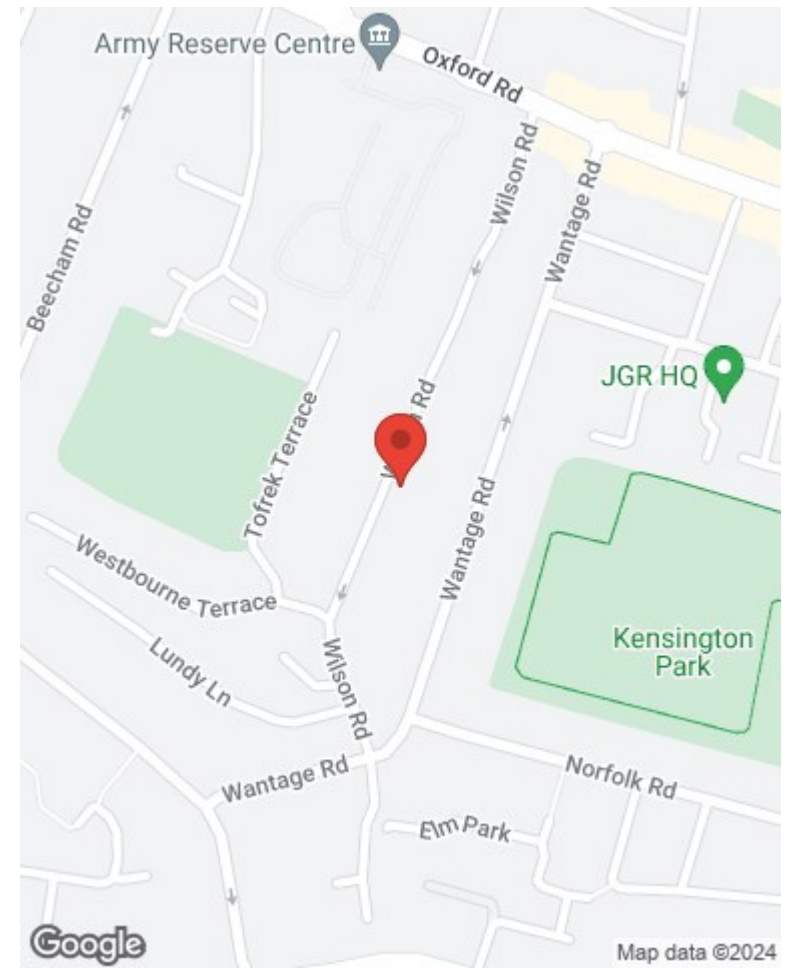 Army Reserve Centre
Oxford Rd
Wilson Rd
Wantage Rd
Beecham Rd
JGR HQ
Rd
Tofrek Terrace
Wantage Rd
Westbourne Terrace
Kensington
Park
Lundy Ln
Wilson Rd
Wantage Rd
Norfolk Rd
Elm Park
Google
Map data ©2024